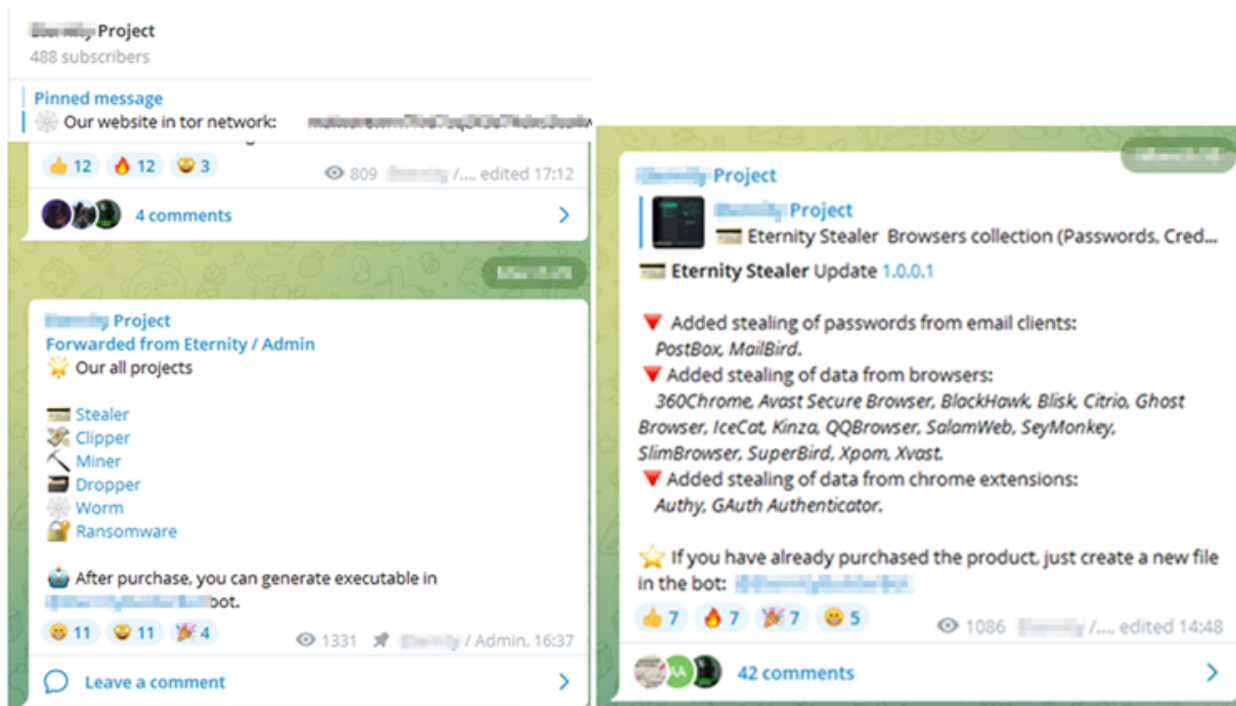 Project
488 subscribers
Pinned message
Our website in tor network:
12 12 3
809 /..., edited 17:12
4 comments
Project
Forwarded from Eternity / Admin
Our all projects
Stealer
Clipper
Miner
Dropper
Worm
Ransomware
After purchase, you can generate executable in
bot.
11 11 4
1331 / Admin, 16:37
Leave a comment
Project
Project
Eternity Stealer Browsers collection (Passwords, Cred...
Eternity Stealer Update 1.0.0.1
Added stealing of passwords from email clients:
PostBox, MailBird.
Added stealing of data from browsers:
360Chrome, Avast Secure Browser, BlackHawk, Blisk, Citrio, Ghost
Browser, IceCat, Kinza, QQBrowser, SalamWeb, SeyMonkey,
SlimBrowser, SuperBird, Xpom, Xvast.
Added stealing of data from chrome extensions:
Authy, GAuth Authenticator.
If you have already purchased the product, just create a new file
in the bot:
7 7 7 5
1086 /..., edited 14:48
AA
42 comments